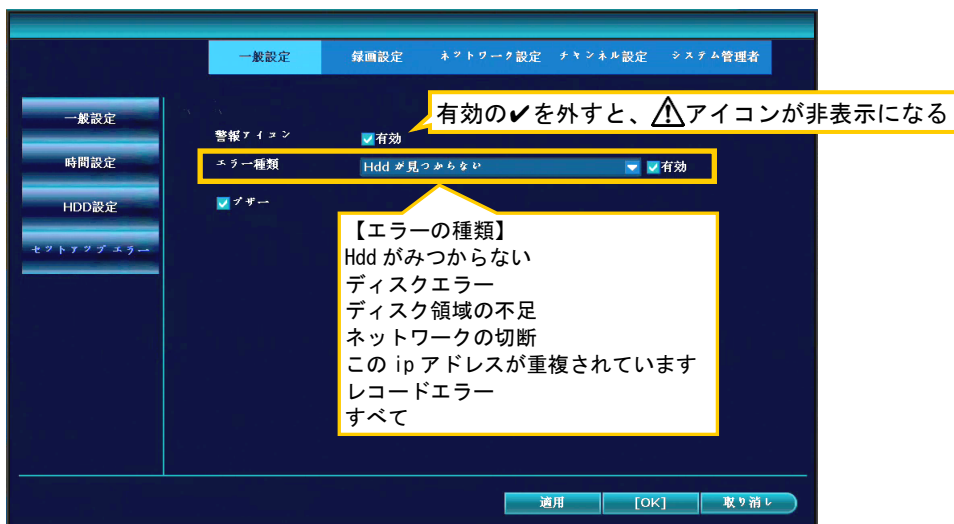 一般設定 録画設定 ネットワーク設定 チャンネル設定 システム管理者
有効の✔を外すと、⚠アイコンが非表示になる
一般設定
時間設定
HDD設定
セットアップ エラー
警報アイコン ✔有効
エラー種類 Hdd が見つからない ✔有効
✔ブザー
【エラーの種類】
Hdd がみつからない
ディスクエラー
ディスク領域の不足
ネットワークの切断
この ip アドレスが重複されています
レコードエラー
すべて
適用 [OK] 取り消し